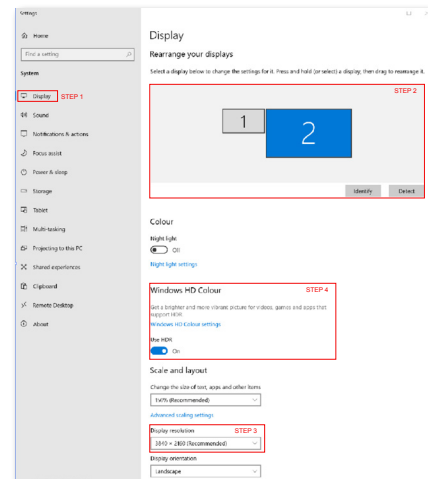 Settings
Home
Find a setting
System
Display STEP 1
Sound
Notifications & actions
Focus assist
Power & sleep
Storage
Tablet
Multi-tasking
Projecting to this PC
Shared experiences
Clipboard
Remote Desktop
About
Display
Rearrange your displays
Select a display below to change the settings for it. Press and hold (or select) a display, then drag to rearrange it.
STEP 2
1
2
Identify Detect
Colour
Night light
Off
Night light settings
Windows HD Colour STEP 4
Get a brighter and more vibrant picture for videos, games and apps that
support HDR.
Windows HD Colour settings
Use HDR
On
Scale and layout
Change the size of text, apps and other items
Advanced scaling settings
Display resolution STEP 3
3840 × 2160 (Recommended)
Display orientation
Landscape